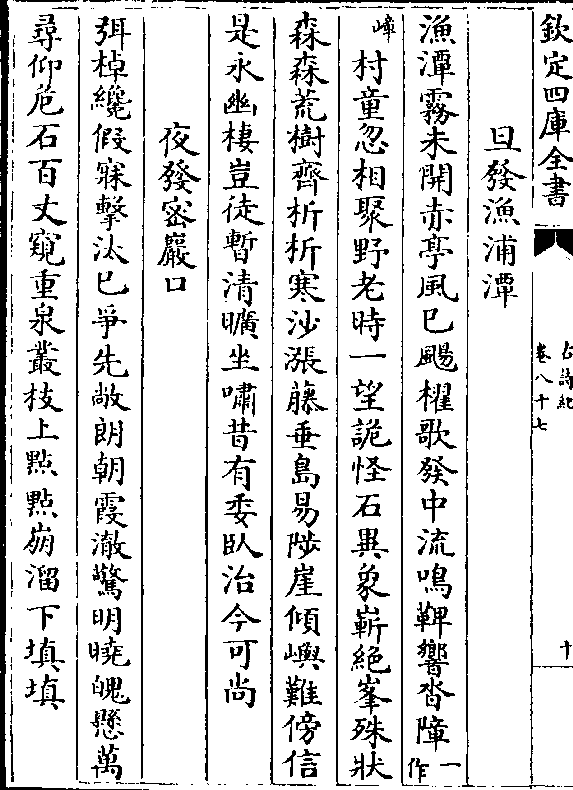 欽定四庫全書
古詩紀
卷八十七
十
旦發漁浦潭
漁潭霧未開赤亭風已颺櫂歌發中流鳴鞞響沓障一作
嶂村童忽相聚野老時一望詭怪石異象嶄絶峯殊狀
森森荒樹齊析析寒沙漲藤垂島易陟崖傾嶼難傍信
是永幽棲豈徒暫清曠坐嘯昔有委卧治今可尚
夜發密巖口
弭棹纔假寐擊汰已爭先敞朗朝霞澈驚明曉魄懸萬
尋仰危石百丈窺重泉叢枝上點點崩溜下填填